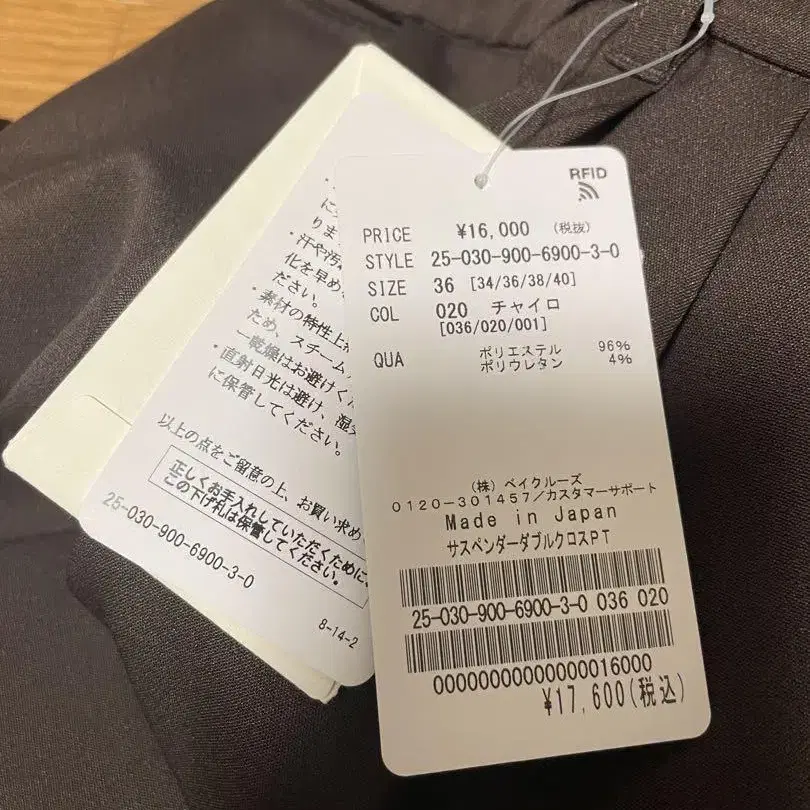 RFID
PRICE ¥16,000 (税抜)
STYLE 25-030-900-6900-3-0
SIZE 36 [34/36/38/40]
COL 020 チャイロ
[036/020/001]
QUA ポリエステル 96%
ポリウレタン 4%
(株) ベイクルーズ
0120-301457/カスタマーサポート
Made in Japan
サスペンダーダブルクロスPT
25-030-900-6900-3-0 036 020
00000000000000016000
¥17,600(税込)
・汗や汚
化を早め
ださい。
・素材の特性上
ため、スチーム
乾燥はお避けくだ
・直射日光は避け、湿
に保管してください。
以上の点をご留意の上、お買い求め
正しくお手入れしていただくために、
この下げ札は保管してください。
25-030-900-6900-3-0
8-14-2